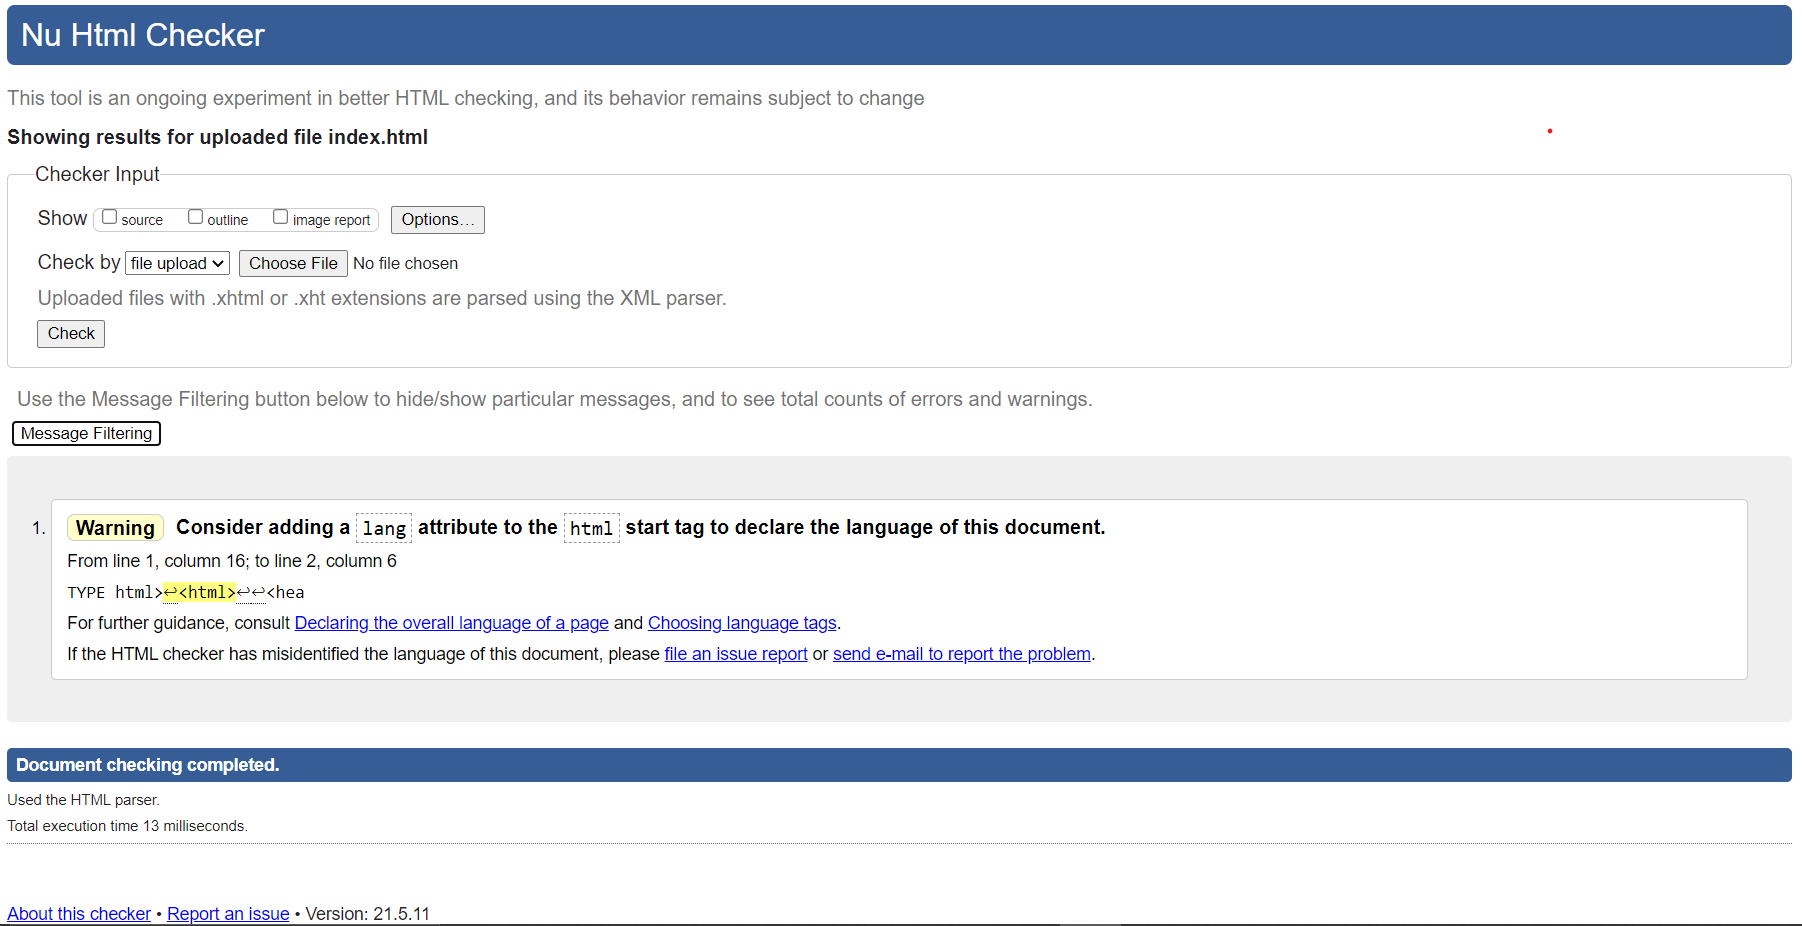 Nu Html Checker
This tool is an ongoing experiment in better HTML checking, and its behavior remains subject to change
Showing results for uploaded file index.html
Checker Input
Show source outline image report Options...
Check by file upload Choose File No file chosen
Uploaded files with .xhtml or .xht extensions are parsed using the XML parser.
Check
Use the Message Filtering button below to hide/show particular messages, and to see total counts of errors and warnings.
Message Filtering
1. Warning Consider adding a lang attribute to the html start tag to declare the language of this document.
From line 1, column 16; to line 2, column 6
TYPE html>↩<html>↩↩<hea
For further guidance, consult Declaring the overall language of a page and Choosing language tags.
If the HTML checker has misidentified the language of this document, please file an issue report or send e-mail to report the problem.
Document checking completed.
Used the HTML parser.
Total execution time 13 milliseconds.
About this checker • Report an issue • Version: 21.5.11